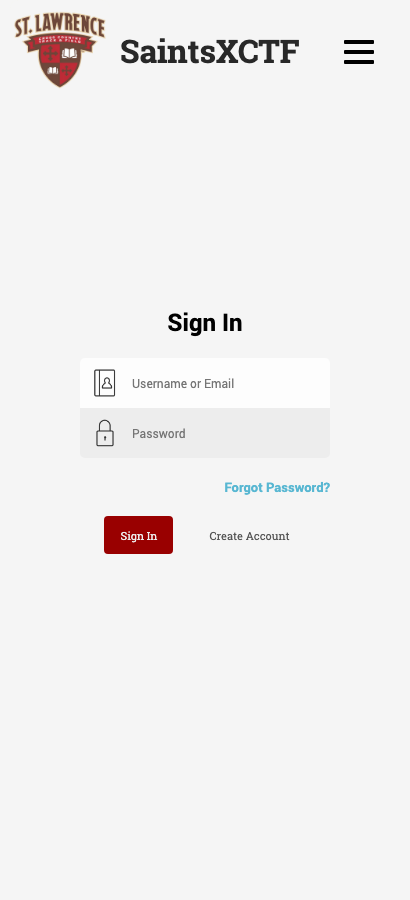 ST. LAWRENCE
SaintsXCTF
Sign In
Username or Email
Password
Forgot Password?
Sign In
Create Account